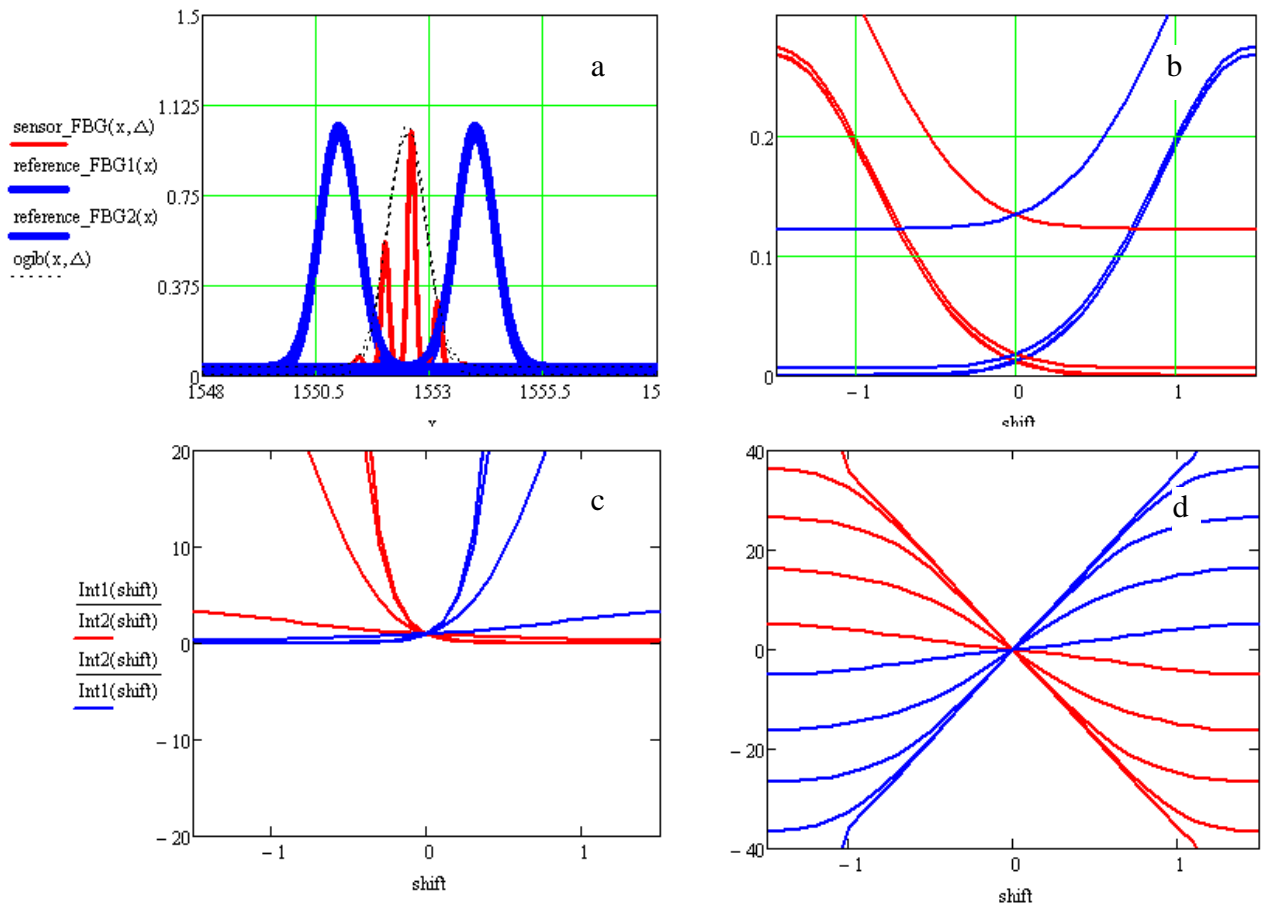 a
1.5
1.125
0.75
0.375
0
1548
1550.5
1553
1555.5
15
sensor_FBG(x,Δ)
reference_FBG1(x)
reference_FBG2(x)
ogib(x,Δ)
b
0.2
0.1
0
− 1
0
1
shift
c
20
10
0
− 10
− 20
− 1
0
1
shift
Int1(shift)
Int2(shift)
Int2(shift)
Int1(shift)
d
40
20
0
− 20
− 40
− 1
0
1
shift